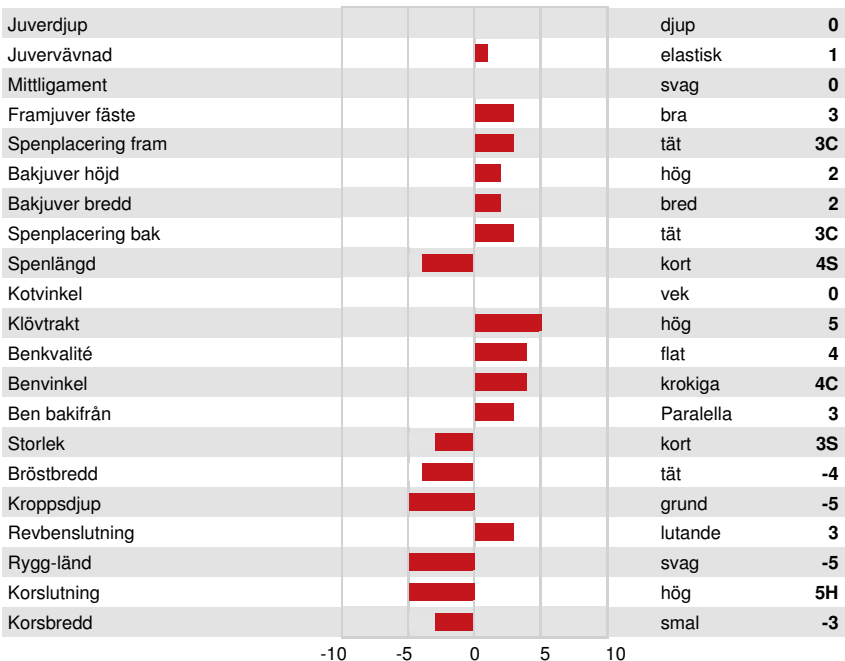 Juverdjup djup 0
Juvervävnad elastisk 1
Mittligament svag 0
Framjuver fäste bra 3
Spenplacering fram tät 3C
Bakjuver höjd hög 2
Bakjuver bredd bred 2
Spenplacering bak tät 3C
Spenlängd kort 4S
Kotvinkel vek 0
Klövtrakt hög 5
Benkvalité flat 4
Benvinkel krokiga 4C
Ben bakifrån Paralella 3
Storlek kort 3S
Bröstbredd tät -4
Kroppsdjup grund -5
Revbenslutning lutande 3
Rygg-länd svag -5
Korslutning hög 5H
Korsbredd smal -3
-10 -5 0 5 10